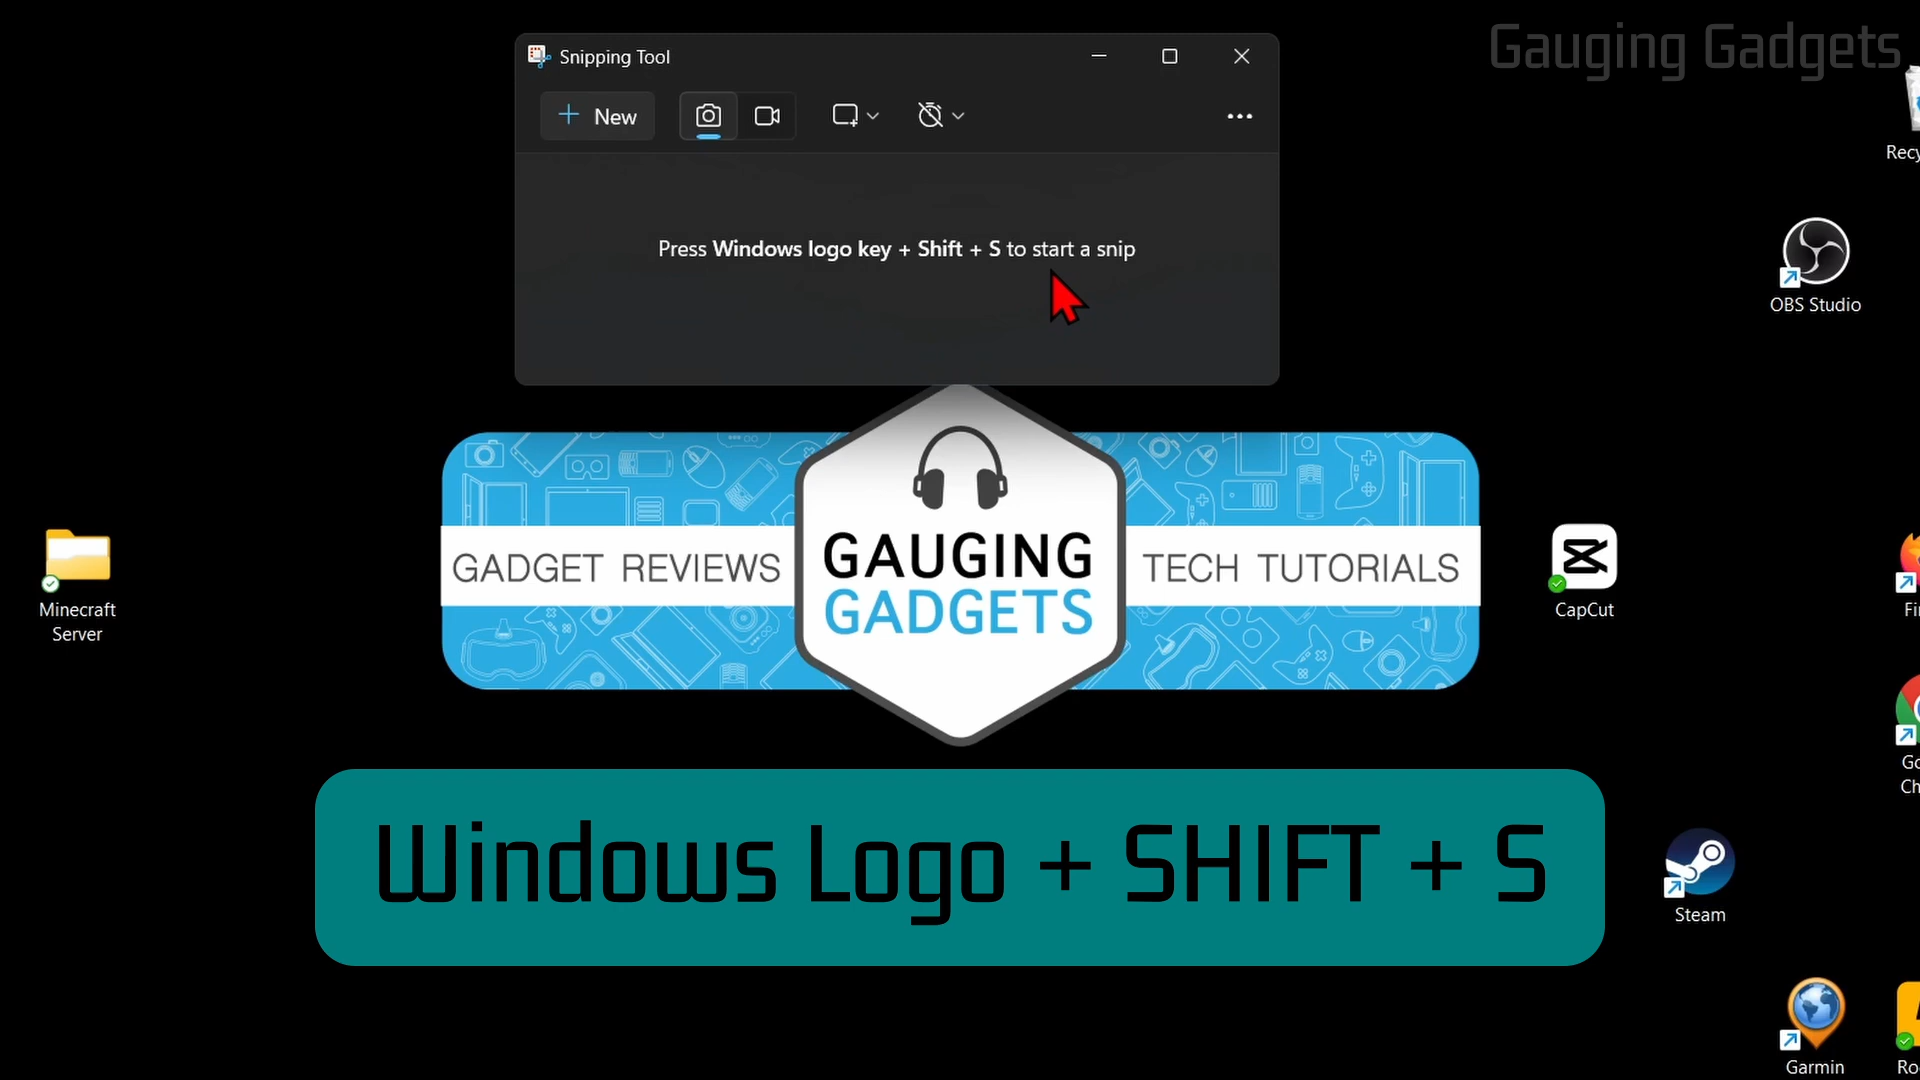 Gauging Gadgets
Snipping Tool
New
Press Windows logo key + Shift + S to start a snip
OBS Studio
GADGET REVIEWS
GAUGING
GADGETS
TECH TUTORIALS
Minecraft
Server
CapCut
Windows Logo + SHIFT + S
Steam
Garmin